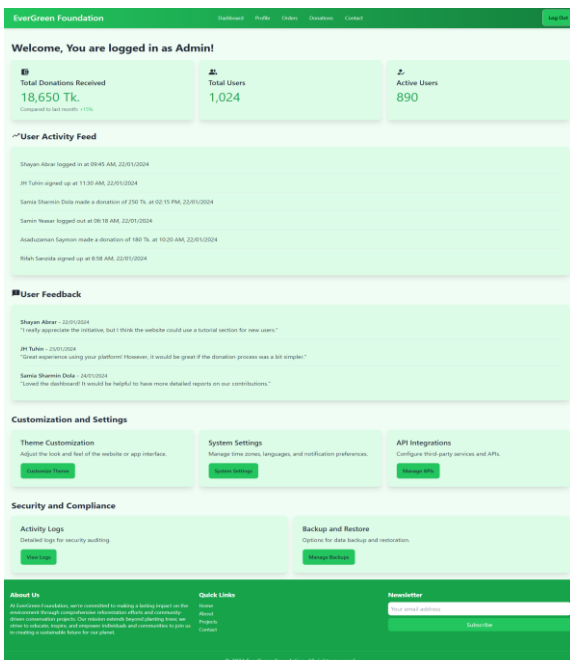 EverGreen Foundation
Dashboard Profile Orders Donations Contact
Log Out
Welcome, You are logged in as Admin!
Total Donations Received
18,650 Tk.
Compared to last month: +15%
Total Users
1,024
Active Users
890
User Activity Feed
Shayan Abrar logged in at 09:45 AM, 22/01/2024
JH Tuhin signed up at 11:30 AM, 22/01/2024
Samia Sharmin Dola made a donation of 250 Tk. at 02:15 PM, 22/01/2024
Samin Yeasar logged out at 06:18 AM, 22/01/2024
Asaduzaman Saymon made a donation of 180 Tk. at 10:20 AM, 22/01/2024
Rifah Sanzida signed up at 8:58 AM, 22/01/2024
User Feedback
Shayan Abrar - 22/01/2024
"I really appreciate the initiative, but I think the website could use a tutorial section for new users."
JH Tuhin - 23/01/2024
"Great experience using your platform! However, it would be great if the donation process was a bit simpler."
Samia Sharmin Dola - 24/01/2024
"Loved the dashboard! It would be helpful to have more detailed reports on our contributions."
Customization and Settings
Theme Customization
Adjust the look and feel of the website or app interface.
Customize Theme
System Settings
Manage time zones, languages, and notification preferences.
System Settings
API Integrations
Configure third-party services and APIs.
Manage APIs
Security and Compliance
Activity Logs
Detailed logs for security auditing.
View Logs
Backup and Restore
Options for data backup and restoration.
Manage Backups
About Us
At EverGreen Foundation, we're committed to making a lasting impact on the
environment through comprehensive reforestation efforts and community-
driven conservation projects. Our mission extends beyond planting trees; we
strive to educate, inspire, and empower individuals and communities to join us
in creating a sustainable future for our planet.
Quick Links
Home
About
Projects
Contact
Newsletter
Your email address
Subscribe